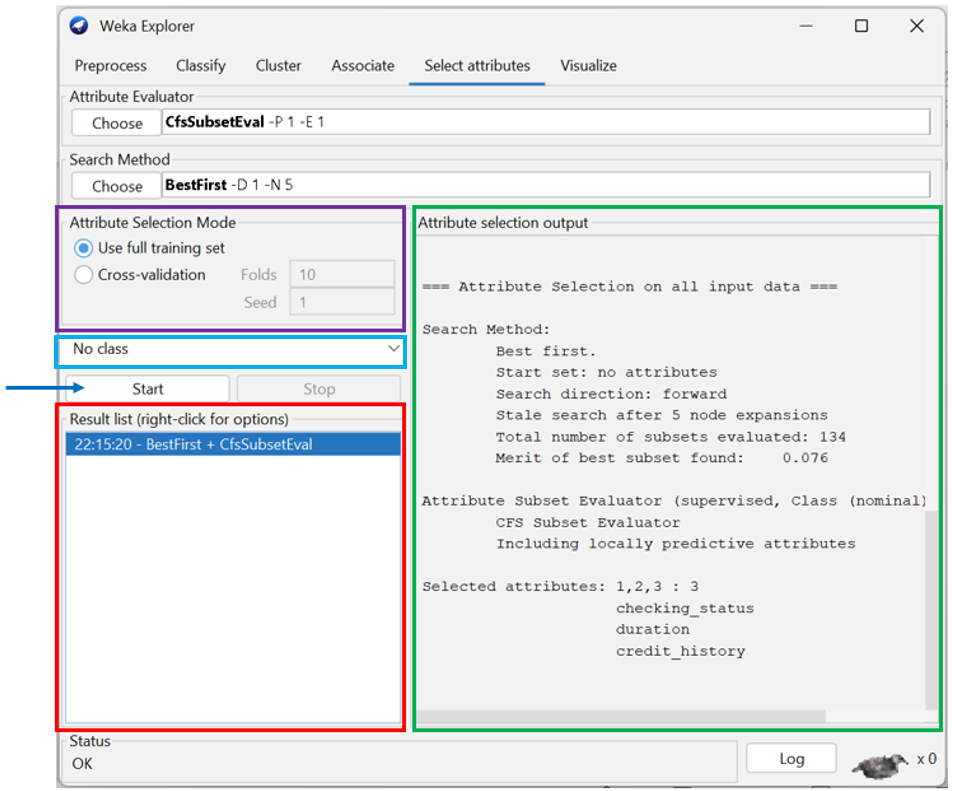 Weka Explorer
Preprocess Classify Cluster Associate Select attributes Visualize
Attribute Evaluator
Choose CfsSubsetEval -P 1 -E 1
Search Method
Choose BestFirst -D 1 -N 5
Attribute Selection Mode
Use full training set
Cross-validation Folds 10
Seed 1
No class
Start Stop
Result list (right-click for options)
22:15:20 - BestFirst + CfsSubsetEval
Attribute selection output
=== Attribute Selection on all input data ===
Search Method:
Best first.
Start set: no attributes
Search direction: forward
Stale search after 5 node expansions
Total number of subsets evaluated: 134
Merit of best subset found: 0.076
Attribute Subset Evaluator (supervised, Class (nominal)
CFS Subset Evaluator
Including locally predictive attributes
Selected attributes: 1,2,3 : 3
checking_status
duration
credit_history
Status
OK
Log x 0